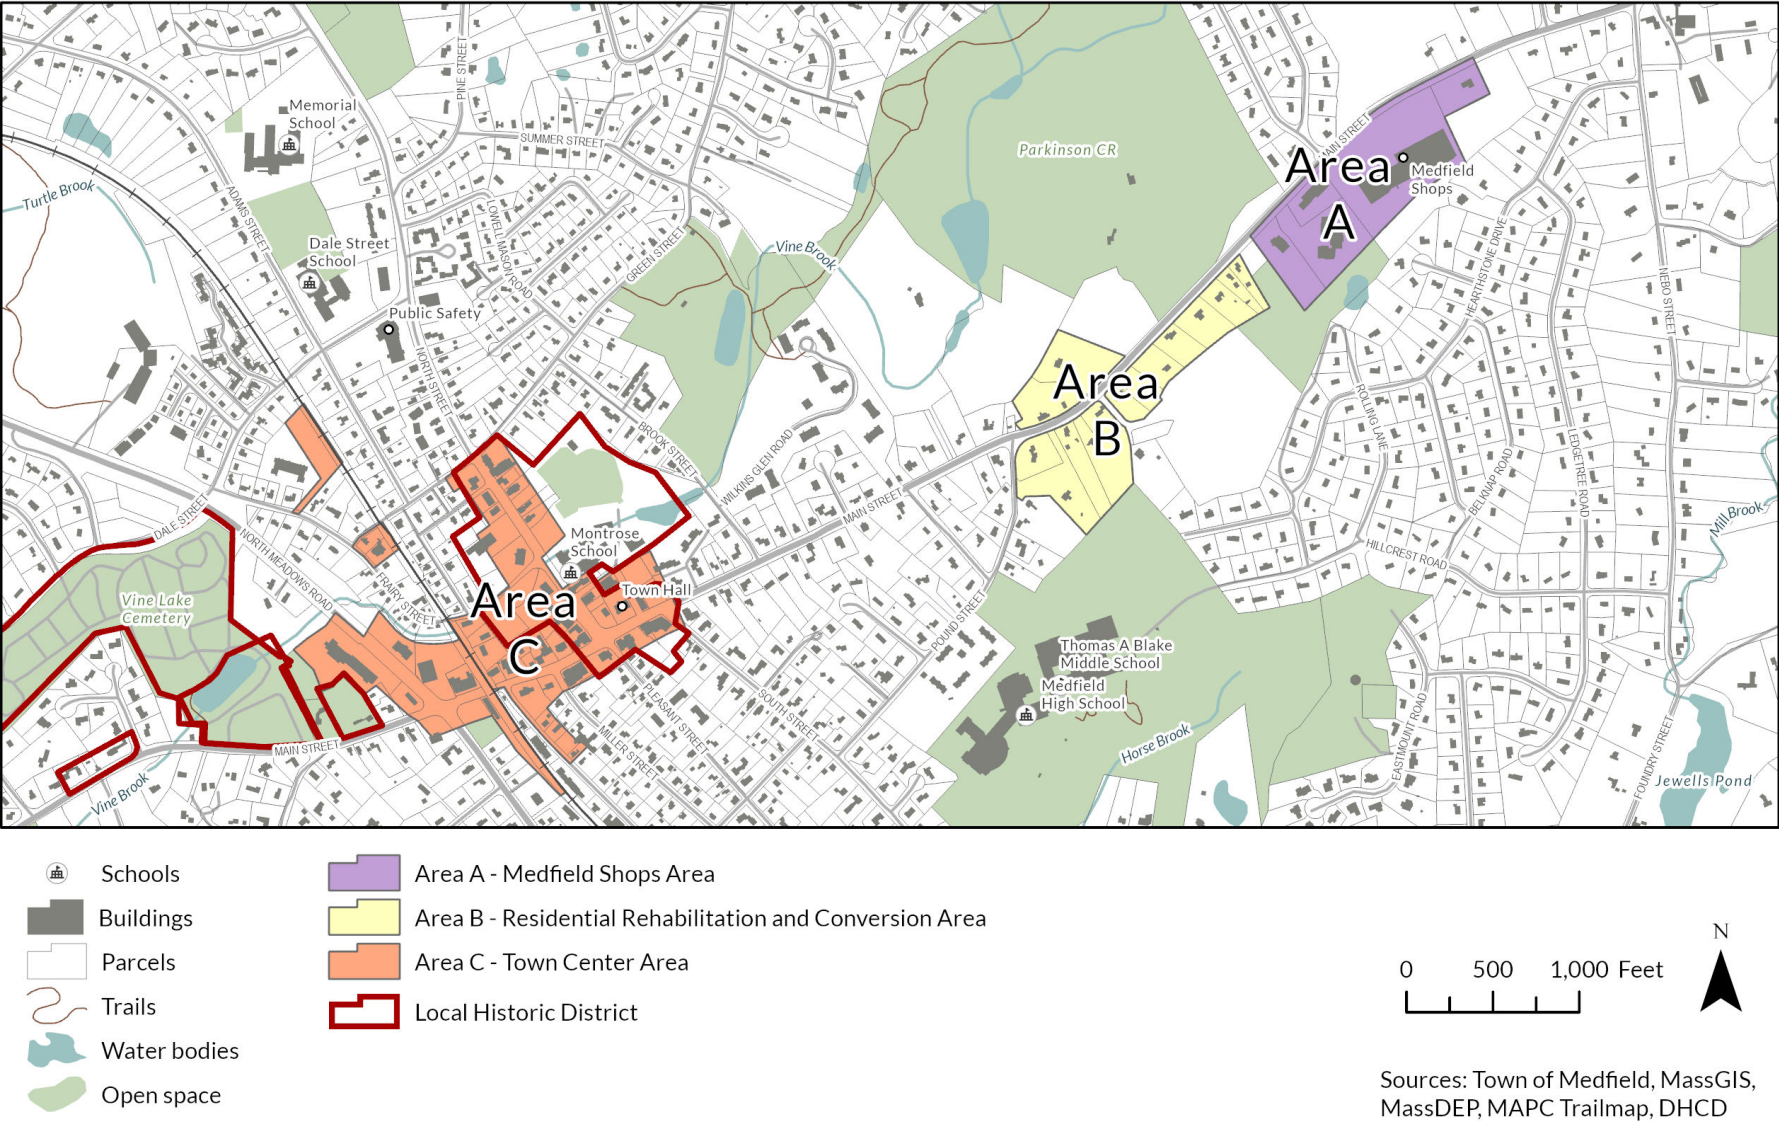 PINE STREET
Memorial
School
SUMMER STREET
Parkinson CR
MAIN STREET
Area
A
Medfield
Shops
Turtle Brook
ADAMS STREET
LOWELL MASON ROAD
GREEN STREET
Vine Brook
HEARTHSTONE DRIVE
NEBO STREET
Dale Street
School
Public Safety
NORTH STREET
Area
B
ROLLING LANE
LEDGETREE ROAD
BELKNAP ROAD
BROOK STREET
WILKINS GLEN ROAD
MAIN STREET
DALE STREET
NORTH MEADOWS ROAD
FRAIRY STREET
Montrose
School
Town Hall
Area
C
HILLCREST ROAD
Mill Brook
Vine Lake
Cemetery
POUND STREET
Thomas A Blake
Middle School
Medfield
High School
PLEASANT STREET
SOUTH STREET
MILLER STREET
Horse Brook
EASTMOUNT ROAD
FOUNDRY STREET
Jewells Pond
MAIN STREET
Vine Brook
Schools
Buildings
Parcels
Trails
Water bodies
Open space
Area A - Medfield Shops Area
Area B - Residential Rehabilitation and Conversion Area
Area C - Town Center Area
Local Historic District
N
0 500 1,000 Feet
Sources: Town of Medfield, MassGIS,
MassDEP, MAPC Trailmap, DHCD